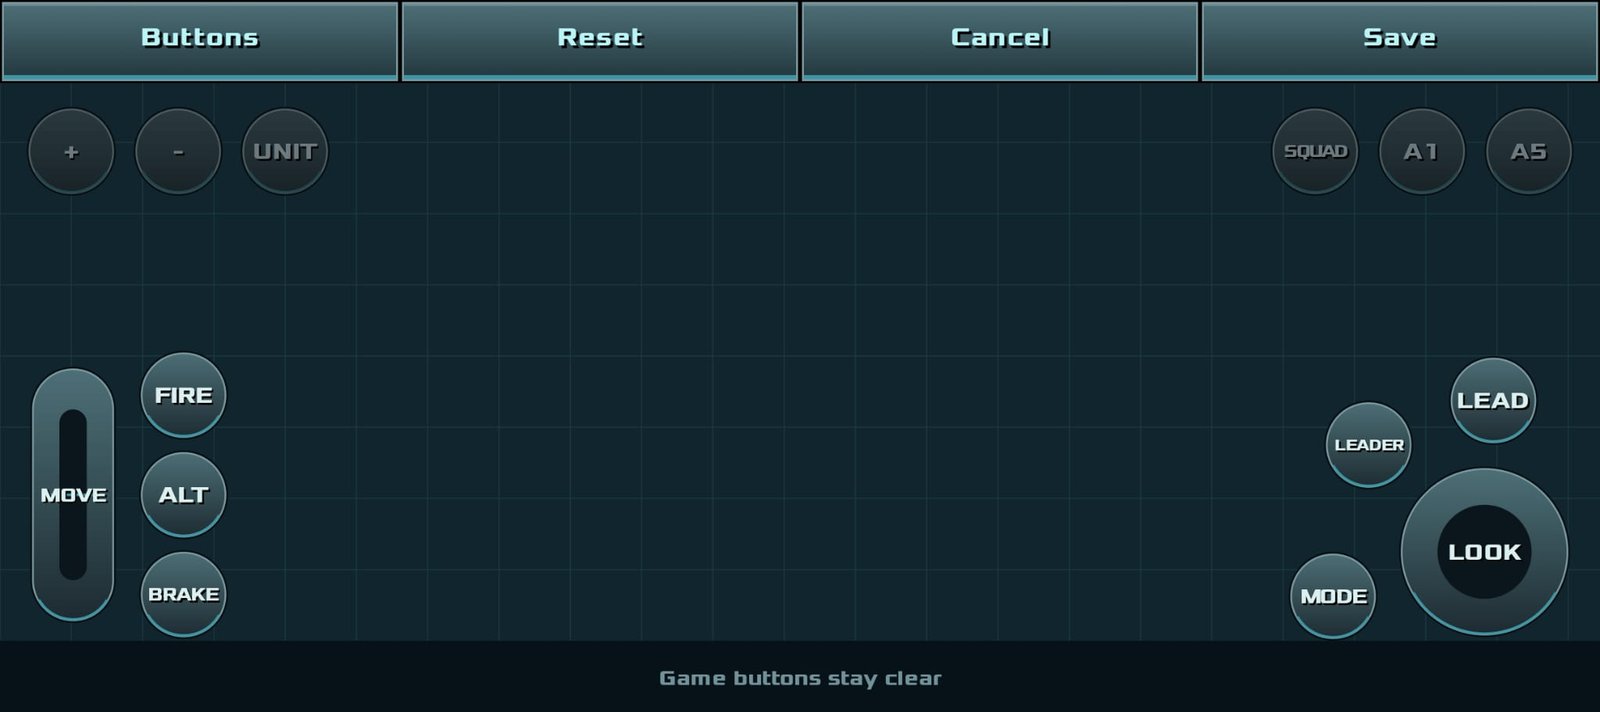 Buttons
Reset
Cancel
Save
+
-
UNIT
SQUAD
A1
A5
FIRE
LEAD
LEADER
MOVE
ALT
LOOK
BRAKE
MODE
Game buttons stay clear